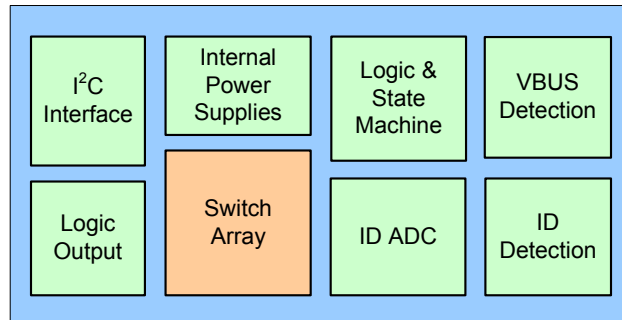 I²C
Interface
Internal
Power
Supplies
Logic &
State
Machine
VBUS
Detection
Logic
Output
Switch
Array
ID ADC
ID
Detection